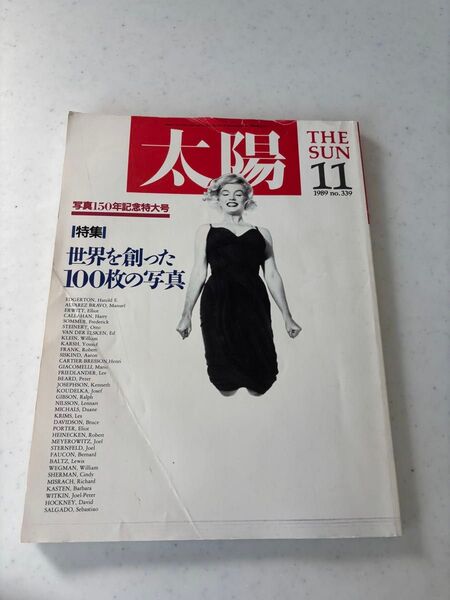 太陽
THE
SUN
11
1989 no.339
写真150年記念特大号
[特集]
世界を創った
100枚の写真
EDGERTON, Harold E.
ALVAREZ BRAVO, Manuel
ERWITT, Elliot
CALLAHAN, Harry
SOMMER, Frederick
STEINERT, Otto
VAN DER ELSKEN, Ed
KLEIN, William
KARSH, Yousuf
FRANK, Robert
SISKIND, Aaron
CARTIER-BRESSON, Henri
GIACOMELLI, Mario
FRIEDLANDER, Lee
BEARD, Peter
JOSEPHSON, Kenneth
KOUDELKA, Josef
GIBSON, Ralph
NILSSON, Lennart
MICHALS, Duane
KRIMS, Les
DAVIDSON, Bruce
PORTER, Eliot
HEINECKEN, Robert
MEYEROWITZ, Joel
STERNFELD, Joel
FAUCON, Bernard
BALTZ, Lewis
WEGMAN, William
SHERMAN, Cindy
MISRACH, Richard
KASTEN, Barbara
WITKIN, Joel-Peter
HOCKNEY, David
SALGADO, Sebastiao